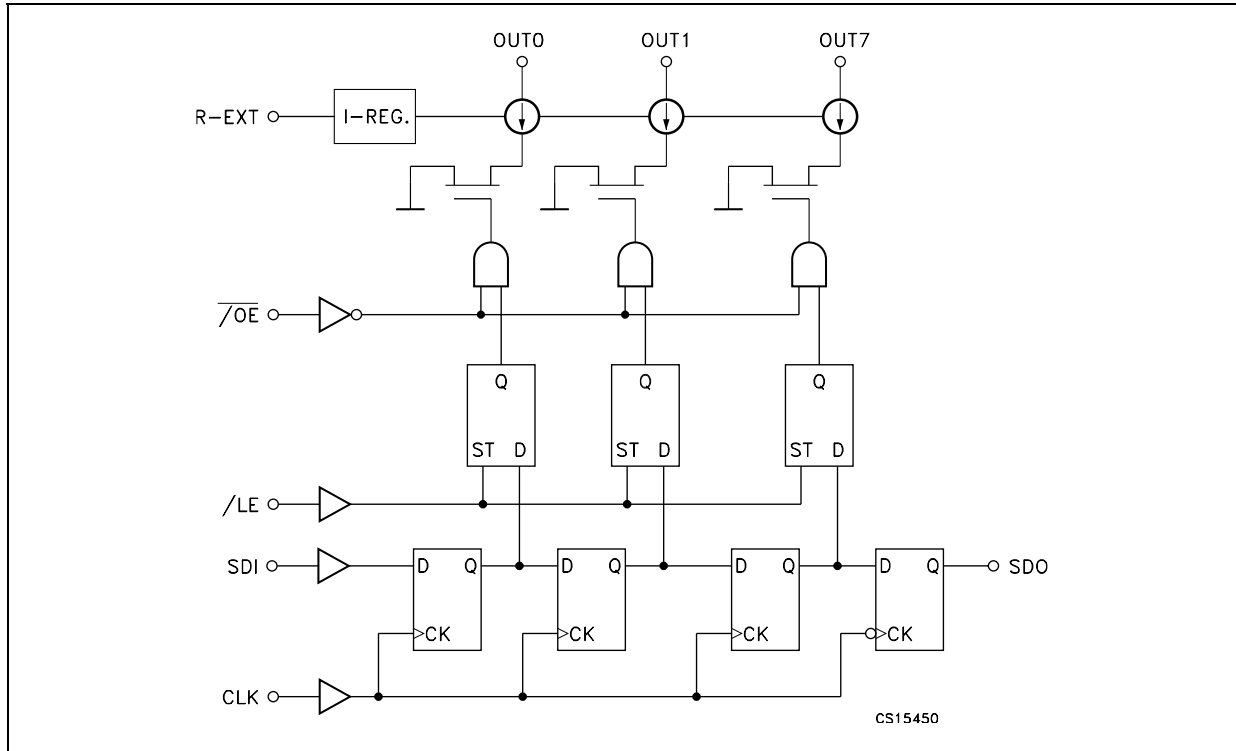 OUT0 OUT1 OUT7
R-EXT I-REG.
/OE
Q Q Q
ST D ST D ST D
/LE
SDI D Q D Q D Q D Q SDO
CK CK CK CK
CLK
CS15450